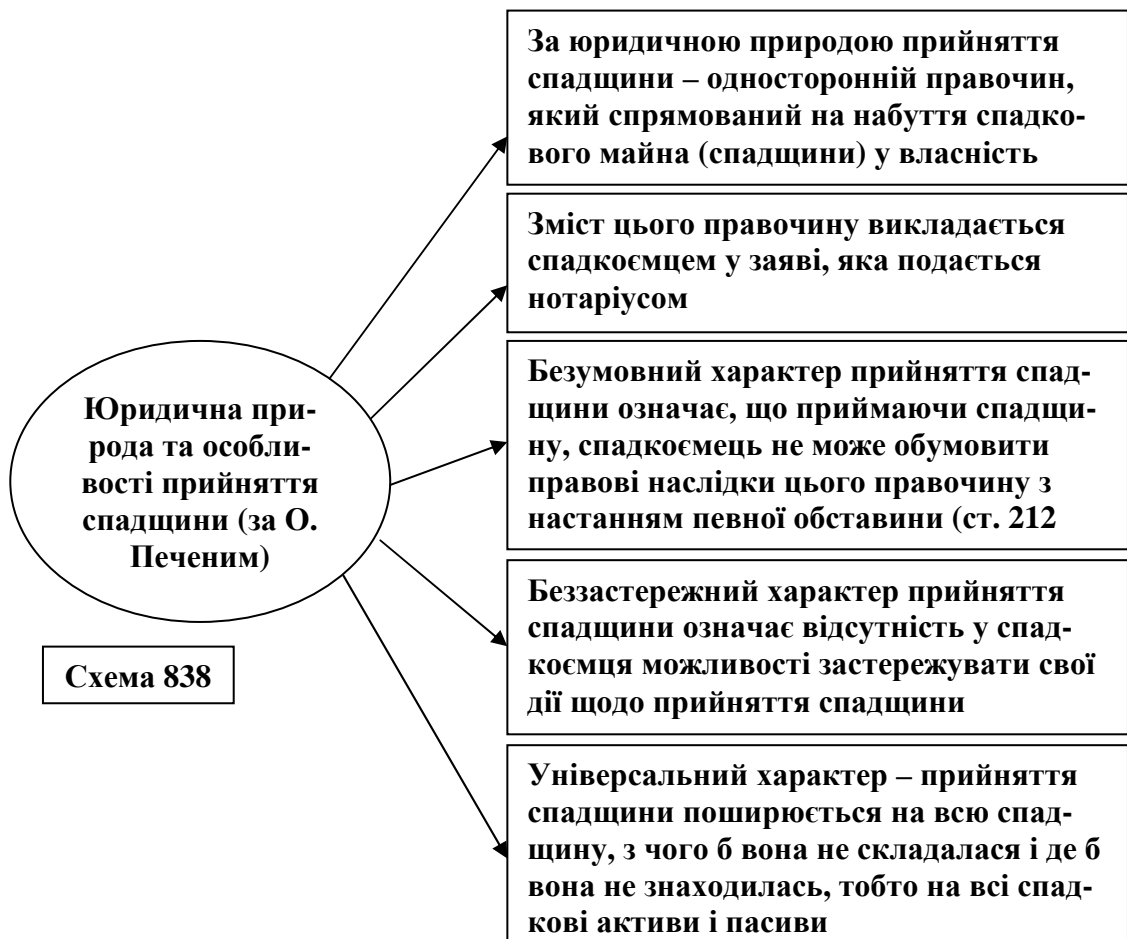 За юридичною природою прийняття
спадщини – односторонній правочин,
який спрямований на набуття спадко-
вого майна (спадщини) у власність
Зміст цього правочину викладається
спадкоємцем у заяві, яка подається
нотаріусом
Безумовний характер прийняття спад-
щини означає, що приймаючи спадщи-
ну, спадкоємець не може обумовити
правові наслідки цього правочину з
настанням певної обставини (ст. 212
Беззастережний характер прийняття
спадщини означає відсутність у спад-
коємця можливості застережувати свої
дії щодо прийняття спадщини
Універсальний характер – прийняття
спадщини поширюється на всю спад-
щину, з чого б вона не складалася і де б
вона не знаходилась, тобто на всі спад-
кові активи і пасиви
Юридична при-
рода та особли-
вості прийняття
спадщини (за О.
Печеним)
Схема 838